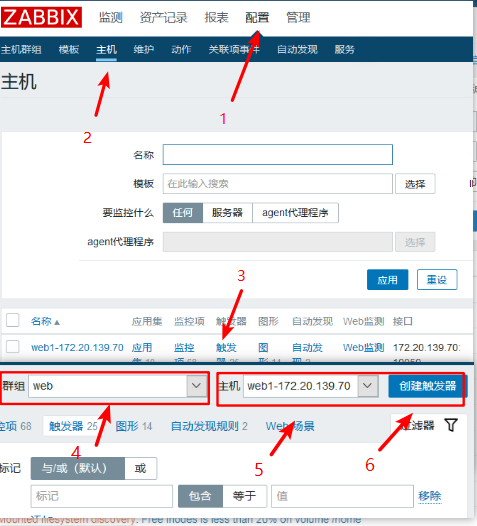 ZABBIX 监测 资产记录 报表 配置 管理
主机群组 模板 主机 维护 动作 关联项事件 自动发现 服务
主机
1
2
名称
模板 在此输入搜索 选择
要监控什么 任何 服务器 agent代理程序
agent代理程序 选择
应用 重设
3
名称 应用集 监控项 触发器 图形 自动发现 Web监测 接口
web1-172.20.139.70 应用 监控 触发 图形 自动发 Web监测 172.20.139.70:
群组 web 主机 web1-172.20.139.70 创建触发器
控项 68 触发器 25 图形 14 自动发现规则 2 Web 场景 过滤器
4 5 6
标记 与/或（默认） 或
标记 包含 等于 值 移除
Mounted filesystem discovery: Free inodes is less than 20% on volume /home